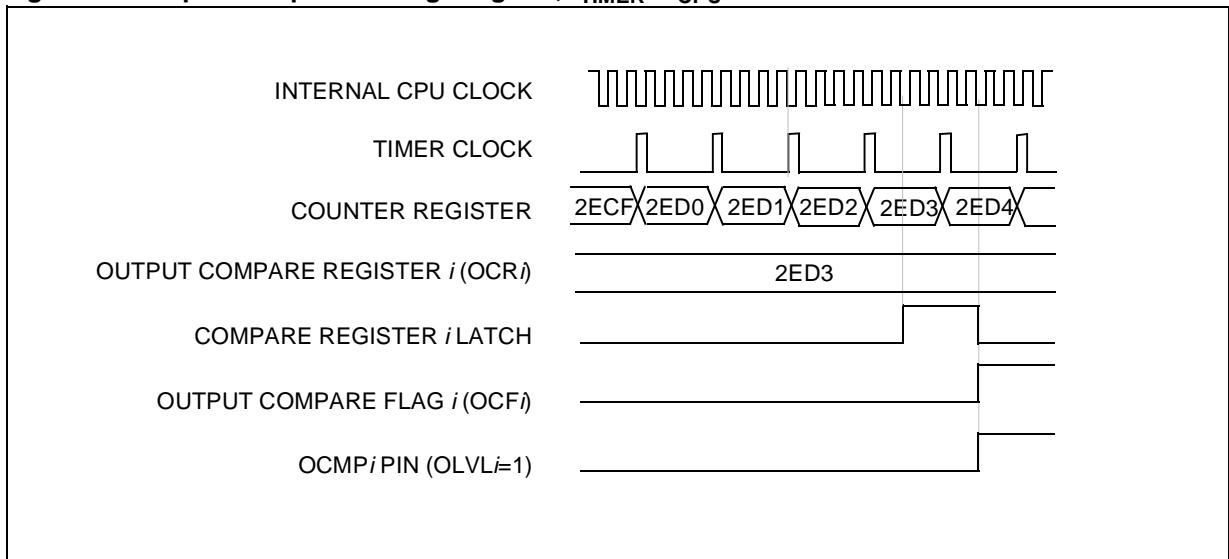 INTERNAL CPU CLOCK
TIMER CLOCK
COUNTER REGISTER 2ECF 2ED0 2ED1 2ED2 2ED3 2ED4
OUTPUT COMPARE REGISTER i (OCRi) 2ED3
COMPARE REGISTER i LATCH
OUTPUT COMPARE FLAG i (OCFi)
OCMPi PIN (OLVLi=1)